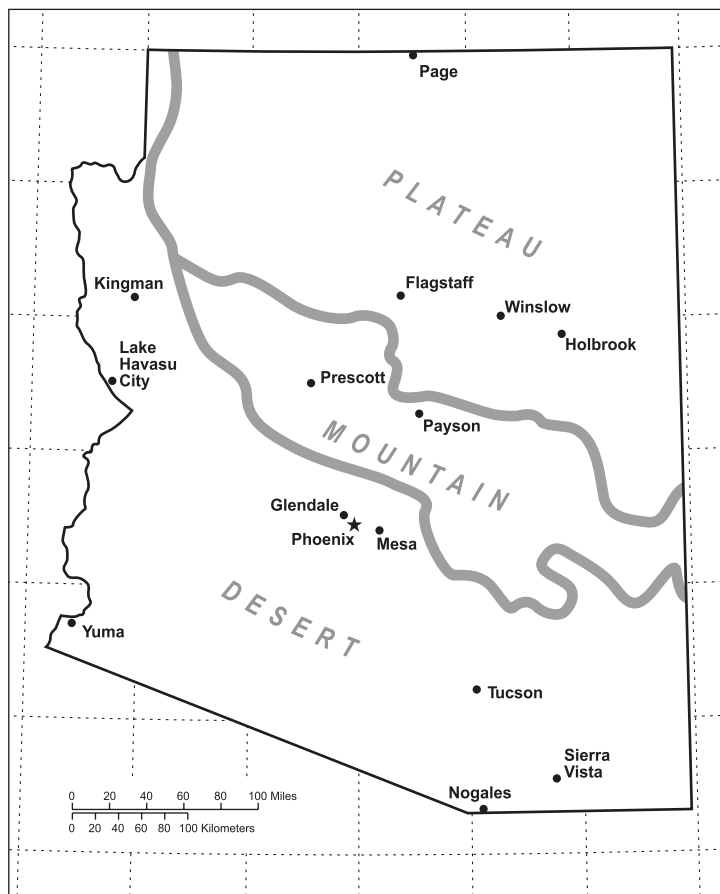 Page
PLATEAU
Kingman
Flagstaff
Winslow
Holbrook
Lake
Havasu
City
Prescott
Payson
MOUNTAIN
Glendale
Phoenix
Mesa
DESERT
Yuma
Tucson
Sierra
Vista
Nogales
0 20 40 60 80 100 Miles
0 20 40 60 80 100 Kilometers